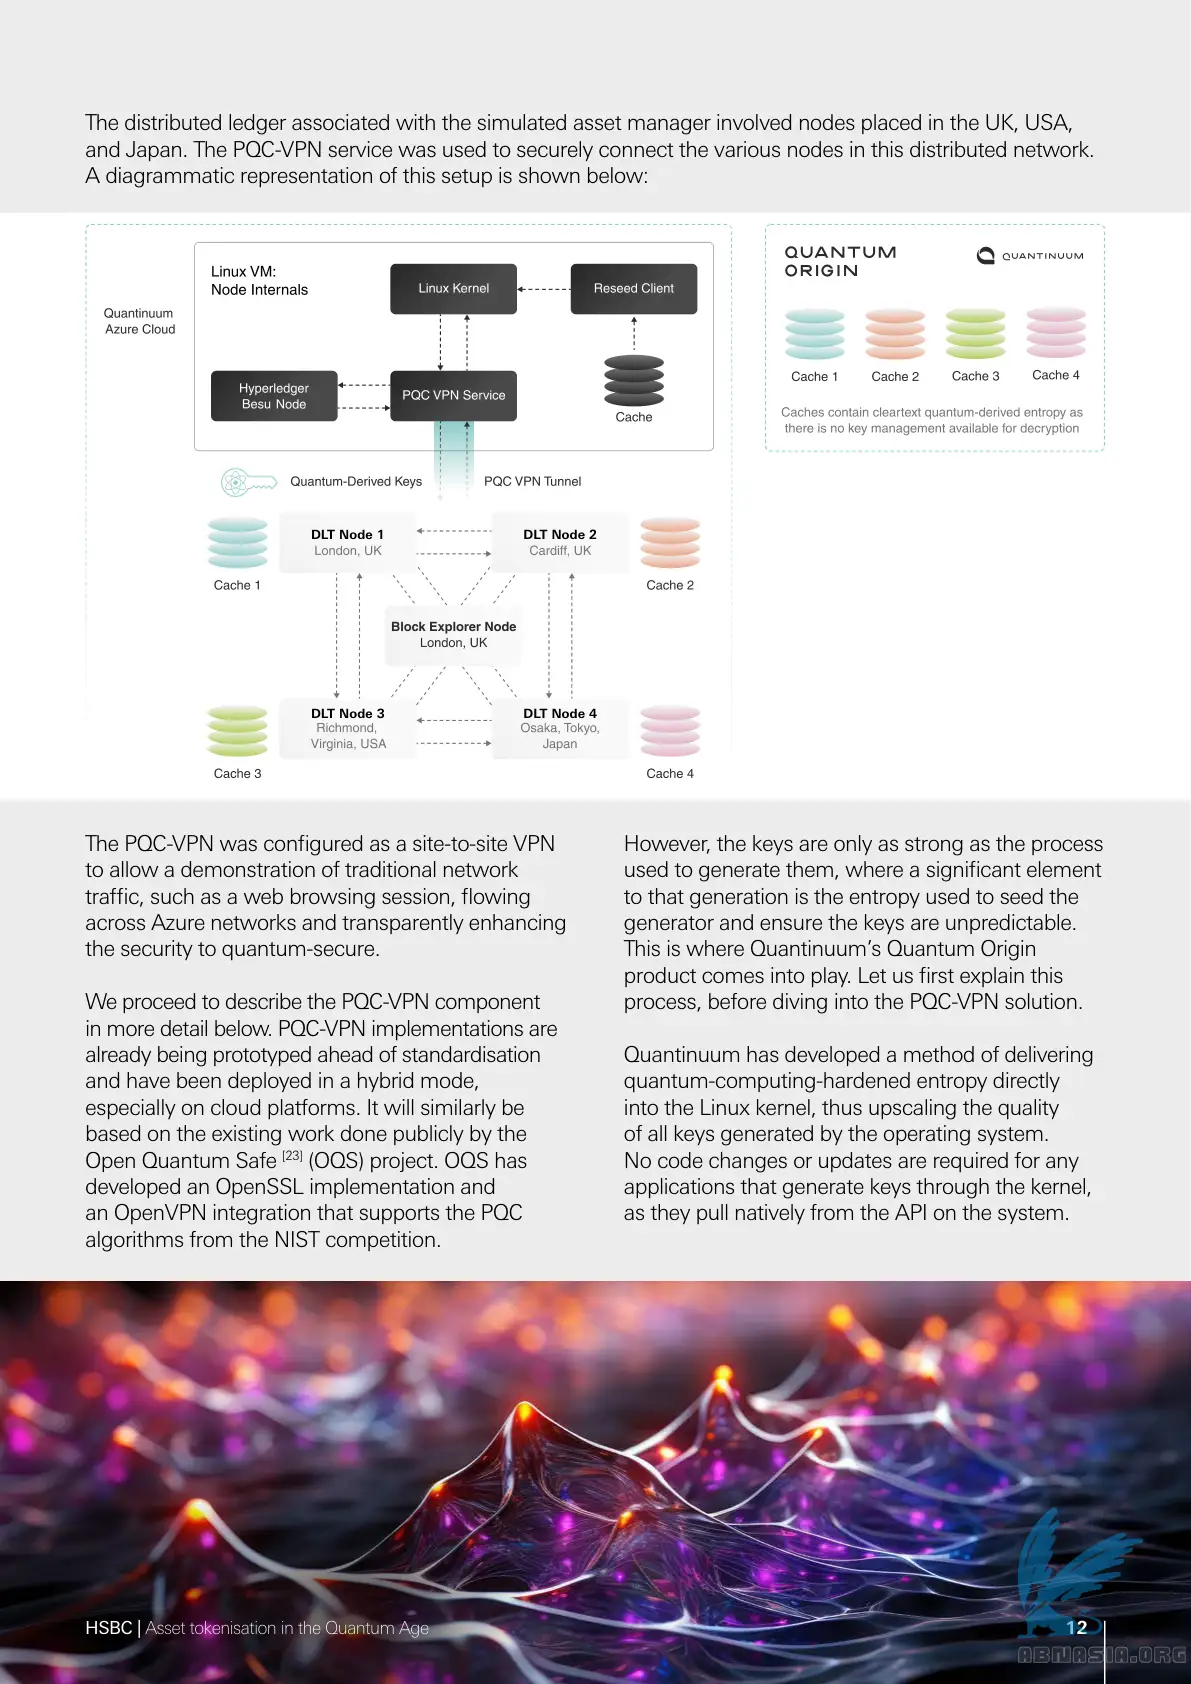 The distributed ledger associated with the simulated asset manager involved nodes placed in the UK, USA,
and Japan. The PQC-VPN service was used to securely connect the various nodes in this distributed network.
A diagrammatic representation of this setup is shown below:
Linux VM:
Node Internals
Linux Kernel
Reseed Client
Quantinuum
Azure Cloud
Hyperledger
Besu Node
PQC VPN Service
Cache
Quantum-Derived Keys
PQC VPN Tunnel
DLT Node 1
London, UK
DLT Node 2
Cardiff, UK
Cache 1
Cache 2
Block Explorer Node
London, UK
DLT Node 3
Richmond,
Virginia, USA
DLT Node 4
Osaka, Tokyo,
Japan
Cache 3
Cache 4
QUANTUM
ORIGIN
QUANTINUUM
Cache 1
Cache 2
Cache 3
Cache 4
Caches contain cleartext quantum-derived entropy as
there is no key management available for decryption
The PQC-VPN was configured as a site-to-site VPN
to allow a demonstration of traditional network
traffic, such as a web browsing session, flowing
across Azure networks and transparently enhancing
the security to quantum-secure.
We proceed to describe the PQC-VPN component
in more detail below. PQC-VPN implementations are
already being prototyped ahead of standardisation
and have been deployed in a hybrid mode,
especially on cloud platforms. It will similarly be
based on the existing work done publicly by the
Open Quantum Safe [23] (OQS) project. OQS has
developed an OpenSSL implementation and
an OpenVPN integration that supports the PQC
algorithms from the NIST competition.
However, the keys are only as strong as the process
used to generate them, where a significant element
to that generation is the entropy used to seed the
generator and ensure the keys are unpredictable.
This is where Quantinuum's Quantum Origin
product comes into play. Let us first explain this
process, before diving into the PQC-VPN solution.
Quantinuum has developed a method of delivering
quantum-computing-hardened entropy directly
into the Linux kernel, thus upscaling the quality
of all keys generated by the operating system.
No code changes or updates are required for any
applications that generate keys through the kernel,
as they pull natively from the API on the system.
HSBC | Asset tokenisation in the Quantum Age
12
ABNASIA.ORG